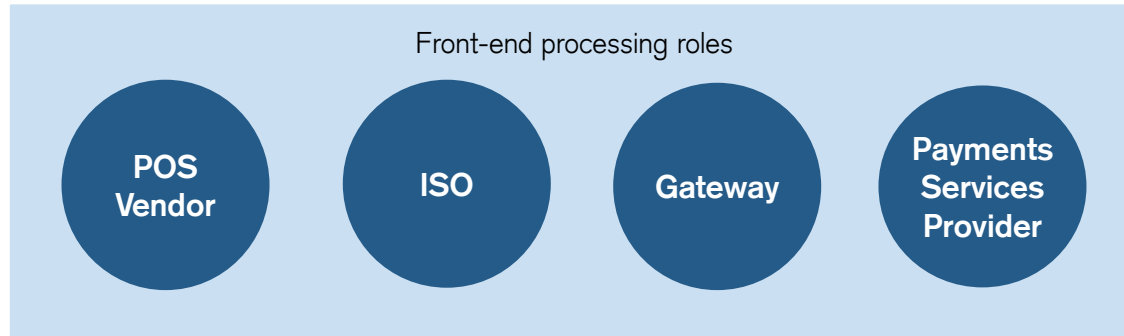 Front-end processing roles
POS
Vendor
ISO
Gateway
Payments
Services
Provider